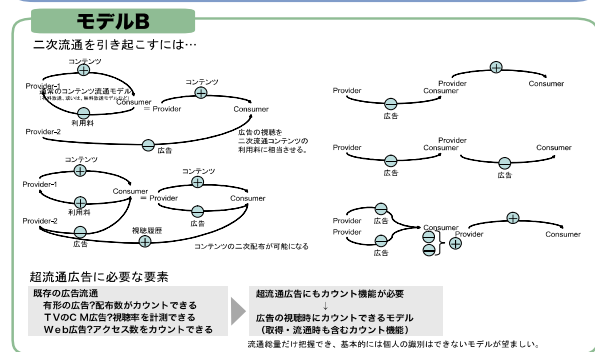 モデルB
二次流通を引き起こすには…
コンテンツ
Provider-1
通常のコンテンツ流通モデル
Consumer
利用料
Provider-2
広告
コンテンツ
= Provider
Consumer
広告の視聴を
二次流通コンテンツの
利用料に相当させる。
コンテンツ
Provider-1
Consumer
利用料
Provider-2
広告
視聴履歴
コンテンツ
= Provider
Consumer
広告
コンテンツの二次配布が可能になる
Provider
Consumer
広告
Provider
Consumer
Provider
Consumer
広告
Provider
Consumer
広告
Provider
Provider
広告
Consumer
Provider
Consumer
超流通広告に必要な要素
既存の広告流通
有形の広告?配布数がカウントできる
TVのCM広告?視聴率を計測できる
Web広告?アクセス数をカウントできる
超流通広告にもカウント機能が必要
↓
広告の視聴時にカウントできるモデル
（取得・流通時も含むカウント機能）
流通総量だけ把握でき、基本的には個人の識別はできないモデルが望ましい。